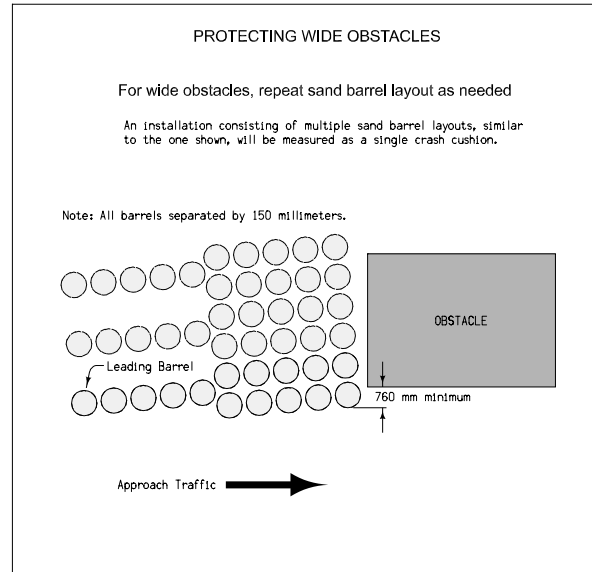 PROTECTING WIDE OBSTACLES
For wide obstacles, repeat sand barrel layout as needed
An installation consisting of multiple sand barrel layouts, similar
to the one shown, will be measured as a single crash cushion.
Note: All barrels separated by 150 millimeters.
OBSTACLE
Leading Barrel
760 mm minimum
Approach Traffic